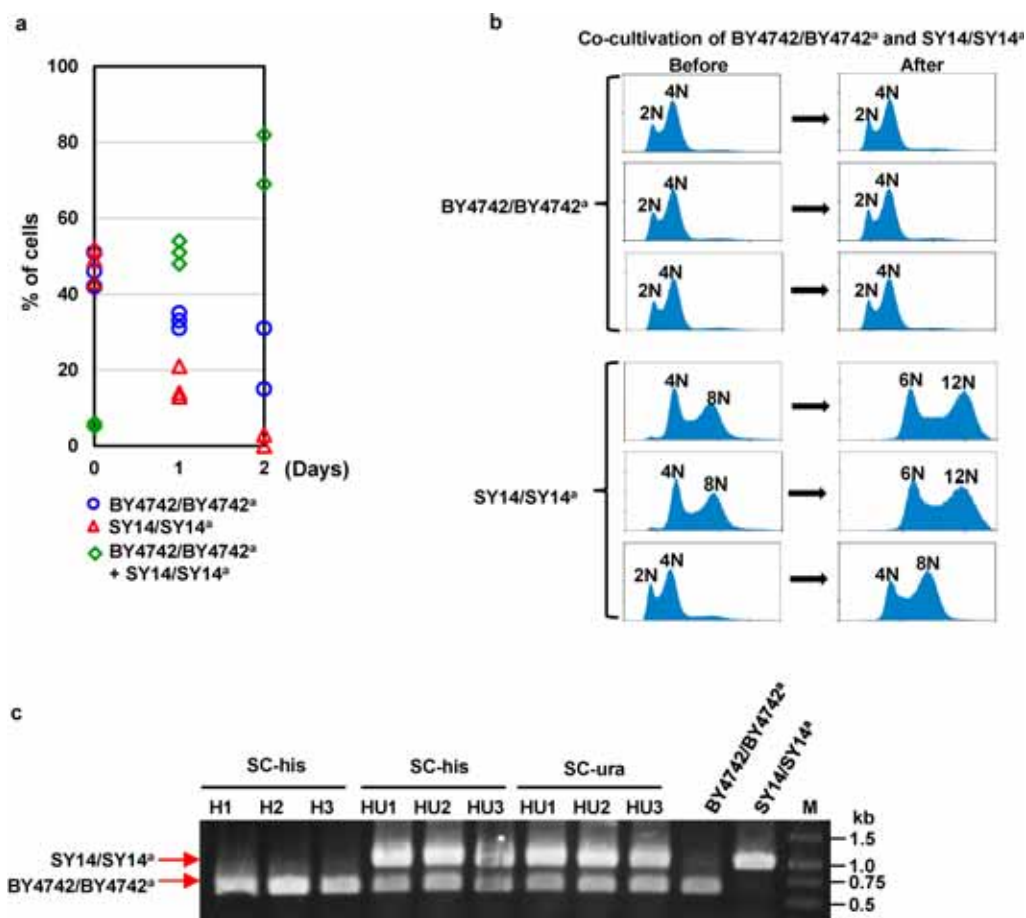 a
100
80
60
40
20
0
% of cells
0 1 2 (Days)
BY4742/BY4742ᵃ
SY14/SY14ᵃ
BY4742/BY4742ᵃ
+ SY14/SY14ᵃ
b
Co-cultivation of BY4742/BY4742ᵃ and SY14/SY14ᵃ
Before After
2N 4N 2N 4N
BY4742/BY4742ᵃ
2N 4N 2N 4N
2N 4N 2N 4N
4N 8N 6N 12N
SY14/SY14ᵃ
4N 8N 6N 12N
2N 4N 4N 8N
c
SC-his SC-his SC-ura BY4742/BY4742ᵃ SY14/SY14ᵃ
H1 H2 H3 HU1 HU2 HU3 HU1 HU2 HU3 M kb
SY14/SY14ᵃ
BY4742/BY4742ᵃ
1.5
1.0
0.75
0.5